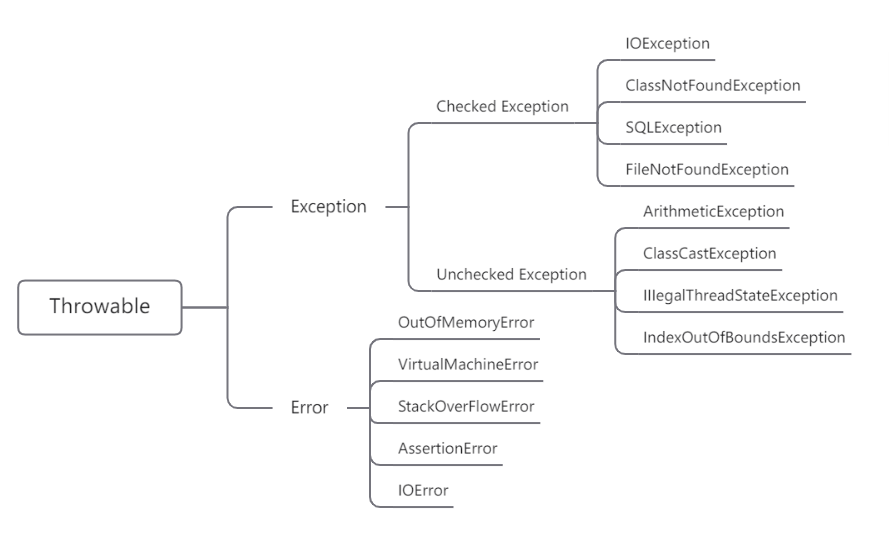 Throwable
Exception
Checked Exception
IOException
ClassNotFoundException
SQLException
FileNotFoundException
Unchecked Exception
ArithmeticException
ClassCastException
IllegalThreadStateException
IndexOutOfBoundsException
Error
OutOfMemoryError
VirtualMachineError
StackOverFlowError
AssertionError
IOError